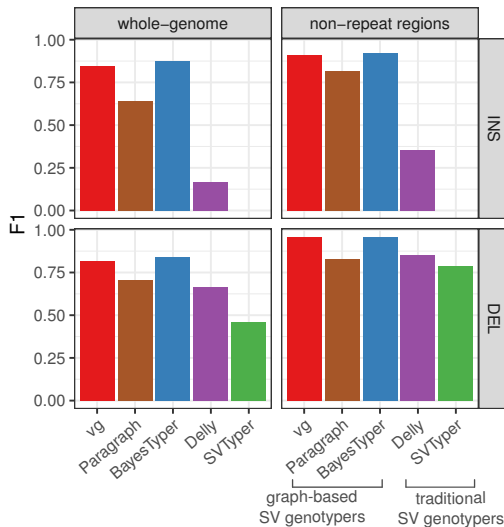 whole-genome
non-repeat regions
1.00
0.75
0.50
0.25
0.00
INS
F1
1.00
0.75
0.50
0.25
0.00
DEL
vg
Paragraph
BayesTyper
Delly
SVTyper
vg
Paragraph
BayesTyper
Delly
SVTyper
graph-based
SV genotypers
traditional
SV genotypers